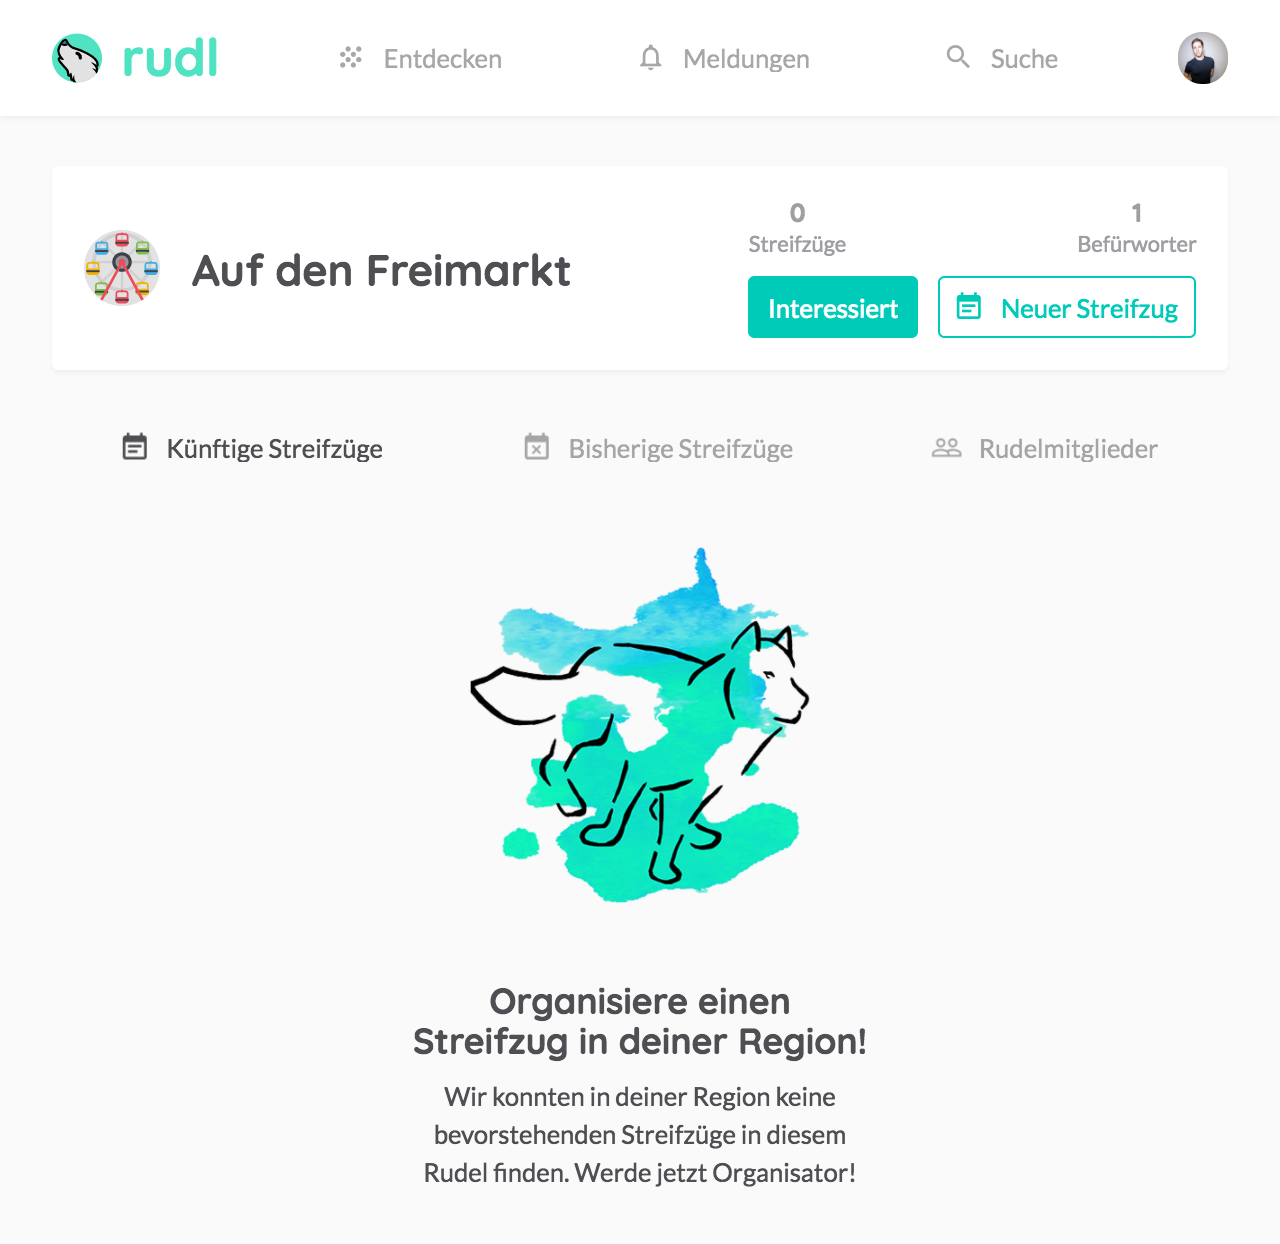 rudl
Entdecken
Meldungen
Suche
Auf den Freimarkt
0
Streifzüge
1
Befürworter
Interessiert
Neuer Streifzug
Künftige Streifzüge
Bisherige Streifzüge
Rudelmitglieder
Organisiere einen
Streifzug in deiner Region!
Wir konnten in deiner Region keine
bevorstehenden Streifzüge in diesem
Rudel finden. Werde jetzt Organisator!